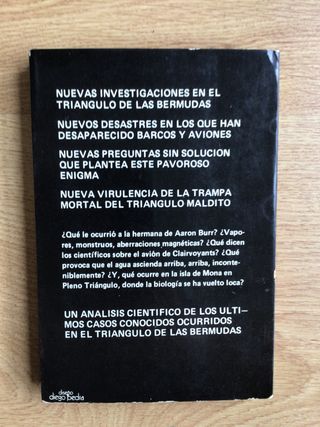 NUEVAS INVESTIGACIONES EN EL
TRIANGULO DE LAS BERMUDAS
NUEVOS DESASTRES EN LOS QUE HAN
DESAPARECIDO BARCOS Y AVIONES
NUEVAS PREGUNTAS SIN SOLUCION
QUE PLANTEA ESTE PAVOROSO
ENIGMA
NUEVA VIRULENCIA DE LA TRAMPA
MORTAL DEL TRIANGULO MALDITO
¿Qué le ocurrió a la hermana de Aaron Burr? ¿Vapo-
res, monstruos, aberraciones magnéticas? ¿Qué dicen
los científicos sobre el avión de Clairvoyants? ¿Qué
provoca que el agua ascienda arriba, arriba, inconte-
niblemente? ¿Y, qué ocurre en la isla de Mona en
Pleno Triángulo, donde la biología se ha vuelto loca?
UN ANALISIS CIENTIFICO DE LOS ULTI-
MOS CASOS CONOCIDOS OCURRIDOS
EN EL TRIANGULO DE LAS BERMUDAS
diseño
diego pedia